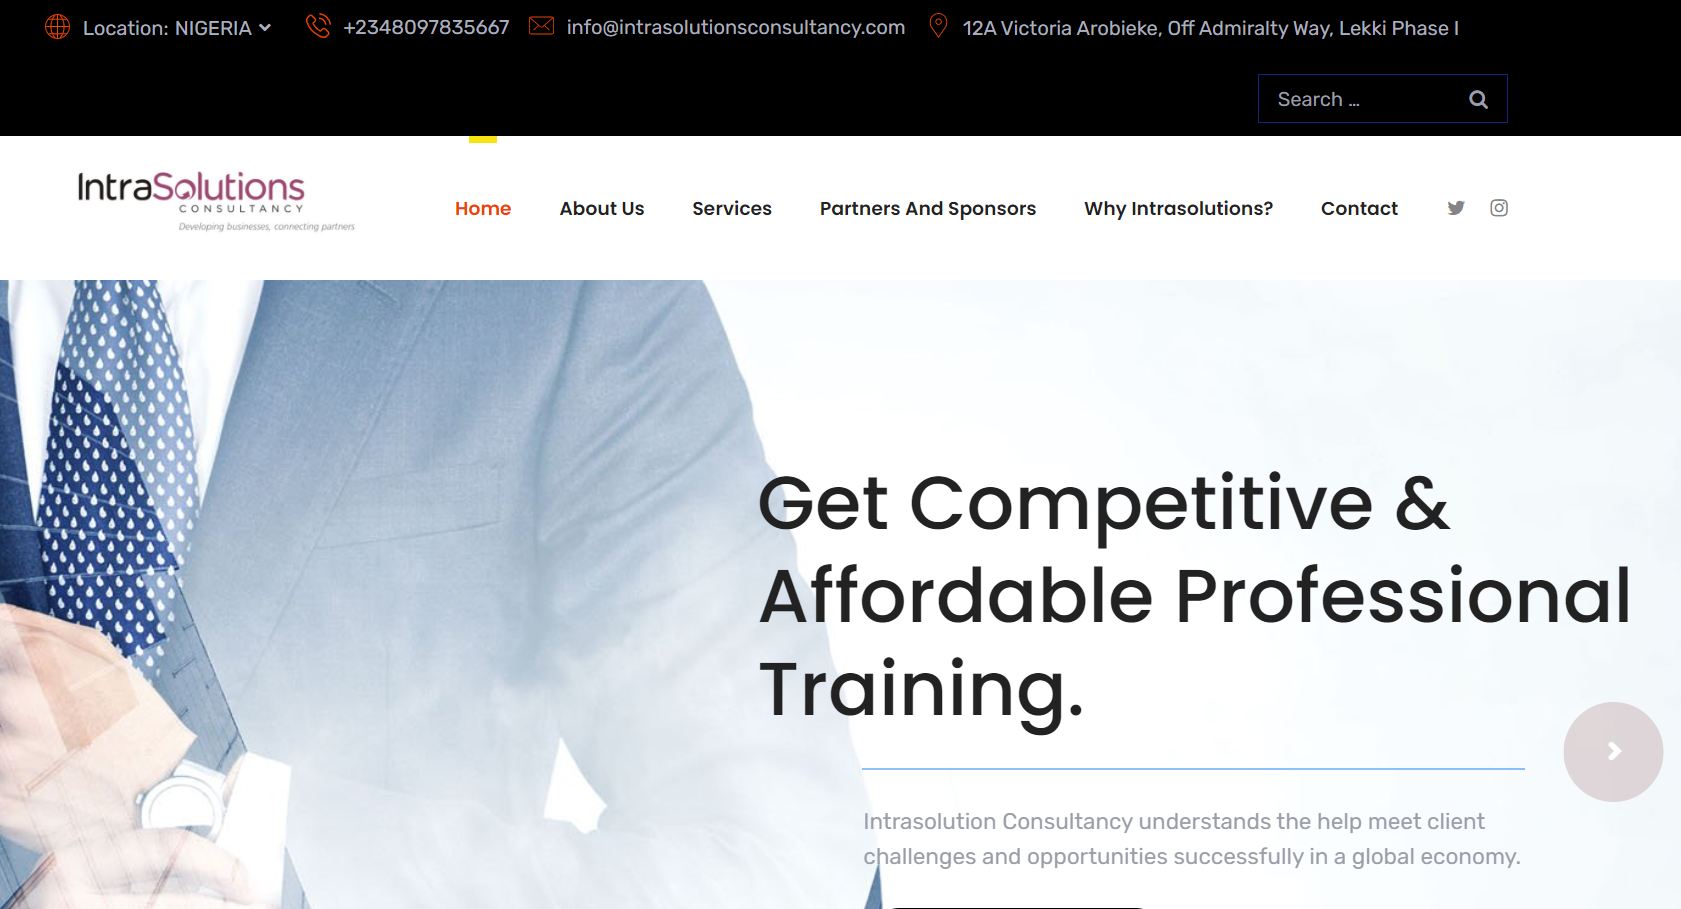 Location: NIGERIA
+2348097835667
info@intrasolutionsconsultancy.com
12A Victoria Arobieke, Off Admiralty Way, Lekki Phase I
Search ...
IntraSolutions
CONSULTANCY
Developing businesses, connecting partners
Home
About Us
Services
Partners And Sponsors
Why Intrasolutions?
Contact
Get Competitive &
Affordable Professional
Training.
Intrasolution Consultancy understands the help meet client
challenges and opportunities successfully in a global economy.